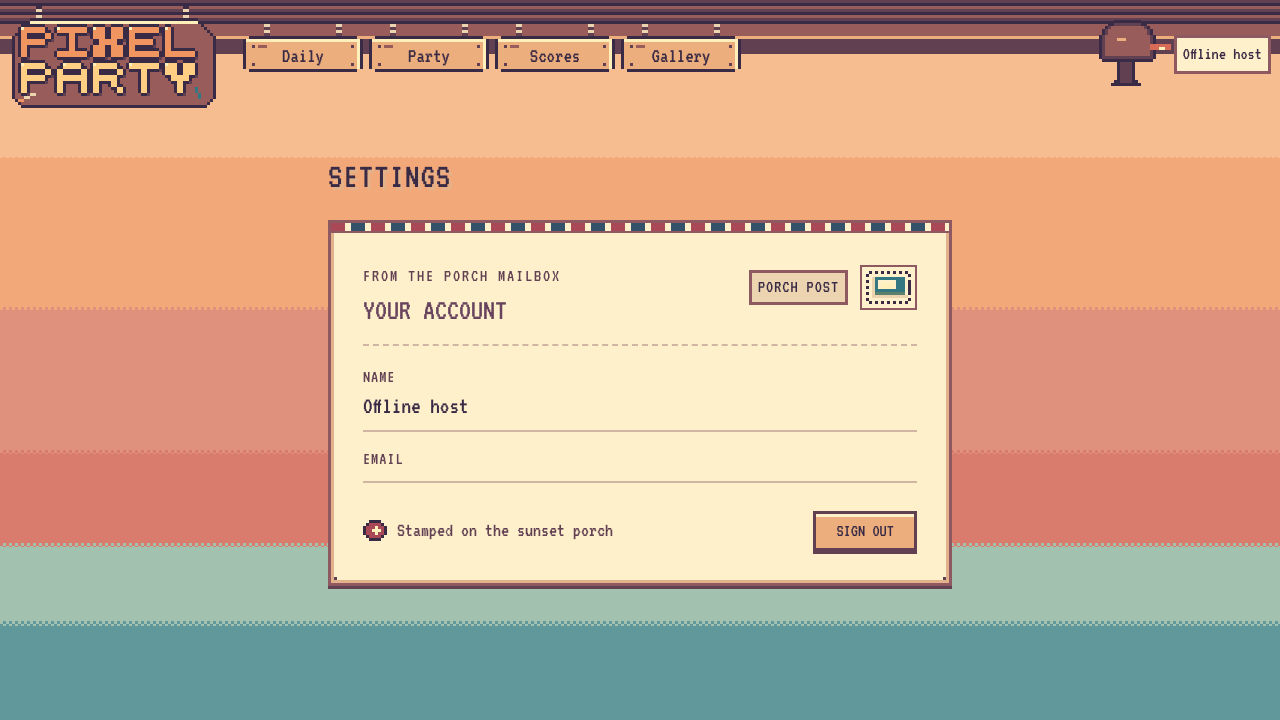 PIXEL
PARTY
Daily
Party
Scores
Gallery
Offline host
SETTINGS
FROM THE PORCH MAILBOX
PORCH POST
YOUR ACCOUNT
NAME
Offline host
EMAIL
Stamped on the sunset porch
SIGN OUT